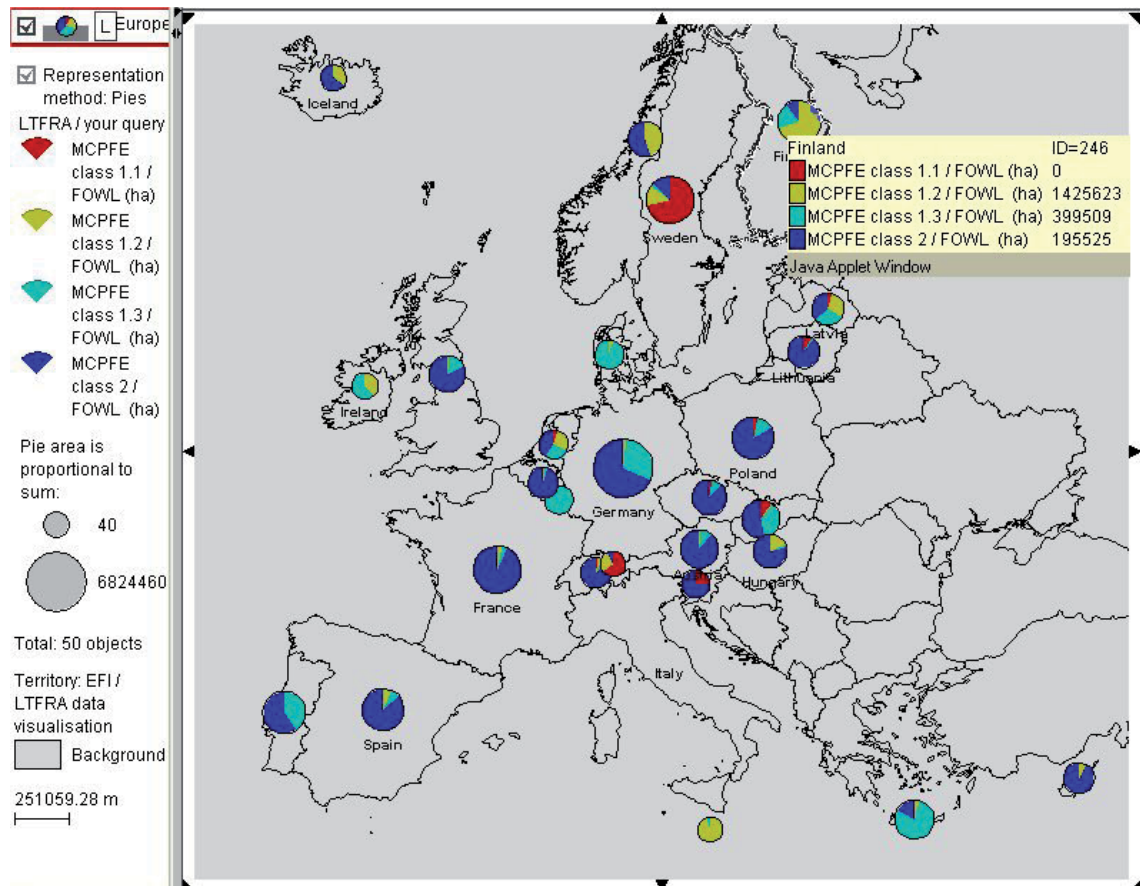 L Europe
Representation
method: Pies
LTFRA / your query
MCPFE
class 1.1 /
FOWL (ha)
MCPFE
class 1.2 /
FOWL (ha)
MCPFE
class 1.3 /
FOWL (ha)
MCPFE
class 2 /
FOWL (ha)
Pie area is
proportional to
sum:
40
6824460
Total: 50 objects
Territory: EFI /
LTFRA data
visualisation
Background
251059.28 m
Iceland
Finland ID=246
MCPFE class 1.1 / FOWL (ha) 0
MCPFE class 1.2 / FOWL (ha) 1425623
MCPFE class 1.3 / FOWL (ha) 399509
MCPFE class 2 / FOWL (ha) 195525
Java Applet Window
Sweden
Latvia
Lithuania
Ireland
Poland
Germany
Austria
Hungary
France
Italy
Spain